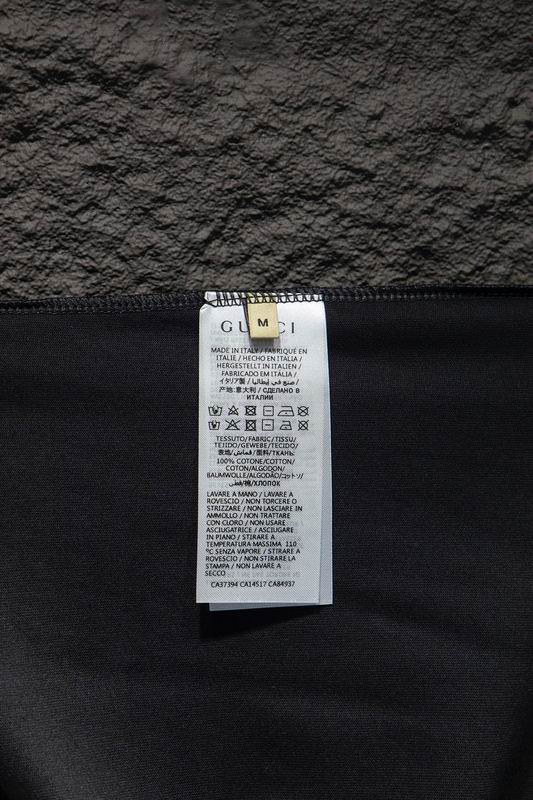 M
GUCCI
MADE IN ITALY / FABRIQUÉ EN
ITALIE / HECHO EN ITALIA /
HERGESTELLT IN ITALIEN /
FABRICADO EM ITÁLIA /
イタリア製 / صنع في إيطاليا /
产地:意大利 / СДЕЛАНО В
ИТАЛИИ
TESSUTO/FABRIC/TISSU/
TEJIDO/GEWEBE/TECIDO/
表地/قماش/面料/ТКАНЬ:
100% COTONE/COTTON/
COTON/ALGODON/
BAUMWOLLE/ALGODÃO/コットン/
قطن/棉/ХЛОПОК
LAVARE A MANO / LAVARE A
ROVESCIO / NON TORCERE O
STRIZZARE / NON LASCIARE IN
AMMOLLO / NON TRATTARE
CON CLORO / NON USARE
ASCIUGATRICE / ASCIUGARE
IN PIANO / STIRARE A
TEMPERATURA MASSIMA 110
°C SENZA VAPORE / STIRARE A
ROVESCIO / NON STIRARE LA
STAMPA / NON LAVARE A
SECCO
CA37394 CA14517 CA84937